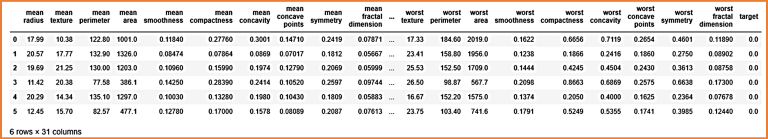 mean radius mean texture mean perimeter mean area mean smoothness mean compactness mean concavity mean concave points mean symmetry mean fractal dimension ... worst texture worst perimeter worst area worst smoothness worst compactness worst concavity worst concave points worst symmetry worst fractal dimension target
0 17.99 10.38 122.80 1001.0 0.11840 0.27760 0.3001 0.14710 0.2419 0.07871 ... 17.33 184.60 2019.0 0.1622 0.6656 0.7119 0.2654 0.4601 0.11890 0.0
1 20.57 17.77 132.90 1326.0 0.08474 0.07864 0.0869 0.07017 0.1812 0.05667 ... 23.41 158.80 1956.0 0.1238 0.1866 0.2416 0.1860 0.2750 0.08902 0.0
2 19.69 21.25 130.00 1203.0 0.10960 0.15990 0.1974 0.12790 0.2069 0.05999 ... 25.53 152.50 1709.0 0.1444 0.4245 0.4504 0.2430 0.3613 0.08758 0.0
3 11.42 20.38 77.58 386.1 0.14250 0.28390 0.2414 0.10520 0.2597 0.09744 ... 26.50 98.87 567.7 0.2098 0.8663 0.6869 0.2575 0.6638 0.17300 0.0
4 20.29 14.34 135.10 1297.0 0.10030 0.13280 0.1980 0.10430 0.1809 0.05883 ... 16.67 152.20 1575.0 0.1374 0.2050 0.4000 0.1625 0.2364 0.07678 0.0
5 12.45 15.70 82.57 477.1 0.12780 0.17000 0.1578 0.08089 0.2087 0.07613 ... 23.75 103.40 741.6 0.1791 0.5249 0.5355 0.1741 0.3985 0.12440 0.0
6 rows × 31 columns